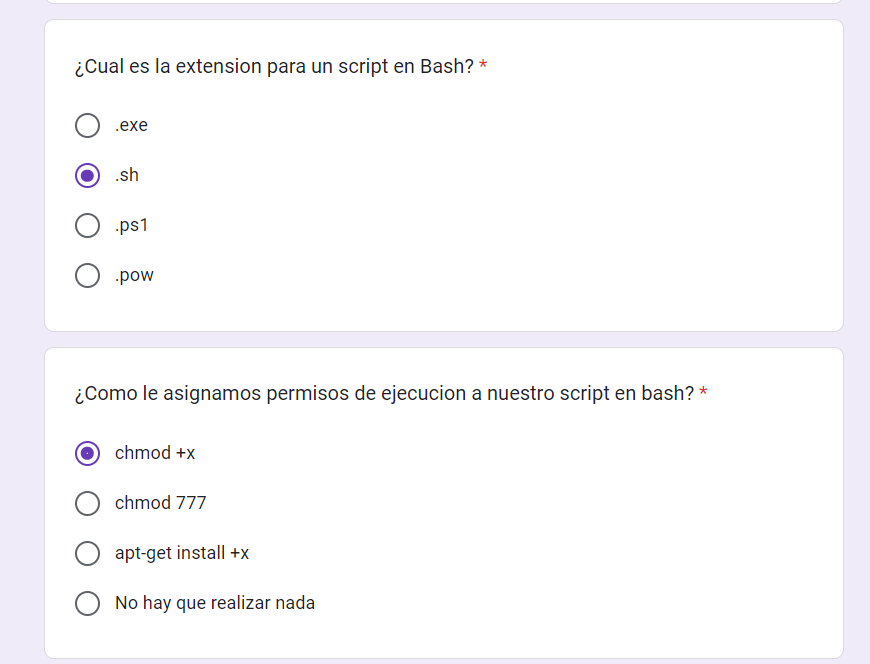 ¿Cual es la extension para un script en Bash? *
.exe
.sh
.ps1
.pow
¿Como le asignamos permisos de ejecucion a nuestro script en bash? *
chmod +x
chmod 777
apt-get install +x
No hay que realizar nada